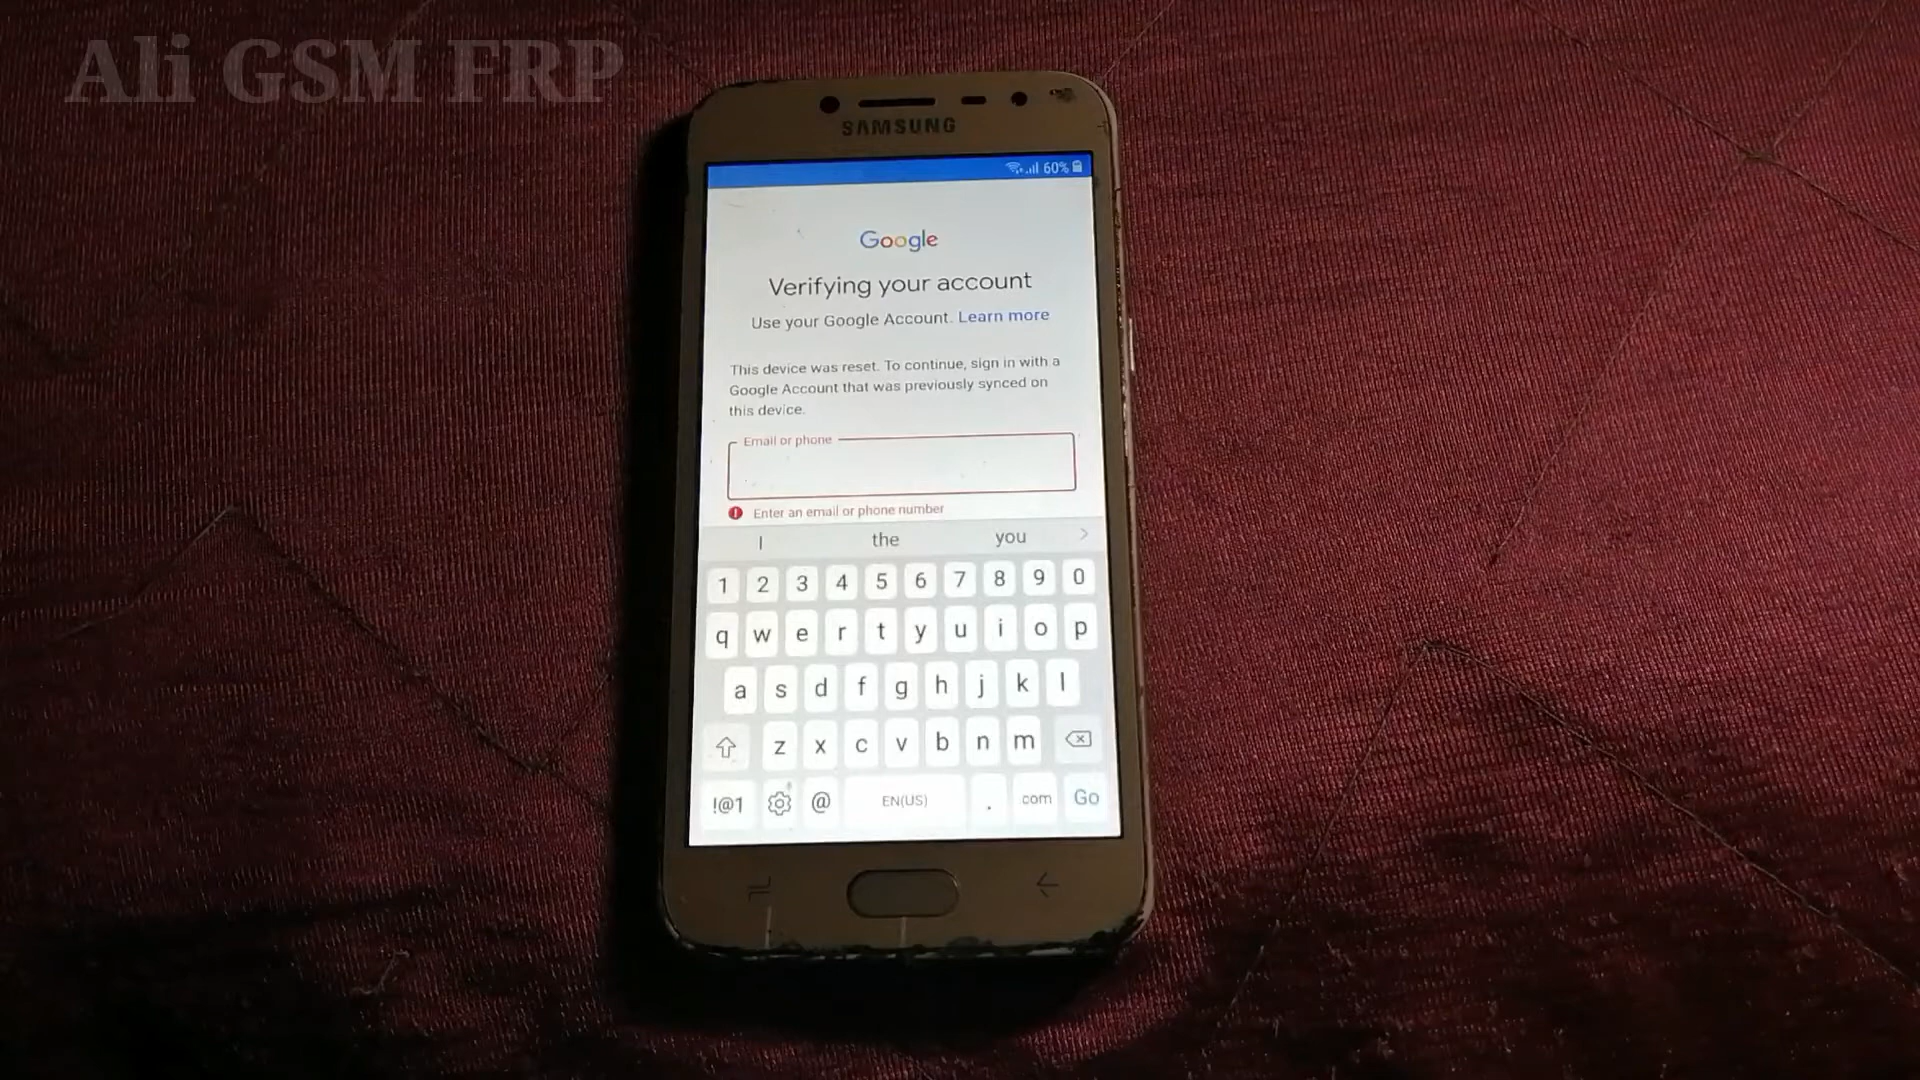 Ali GSM FRP
SAMSUNG
60%
Google
Verifying your account
Use your Google Account. Learn more
This device was reset. To continue, sign in with a
Google Account that was previously synced on
this device.
Email or phone
Enter an email or phone number
I the you
1 2 3 4 5 6 7 8 9 0
q w e r t y u i o p
a s d f g h j k l
z x c v b n m
!@1 @ EN(US) . com Go